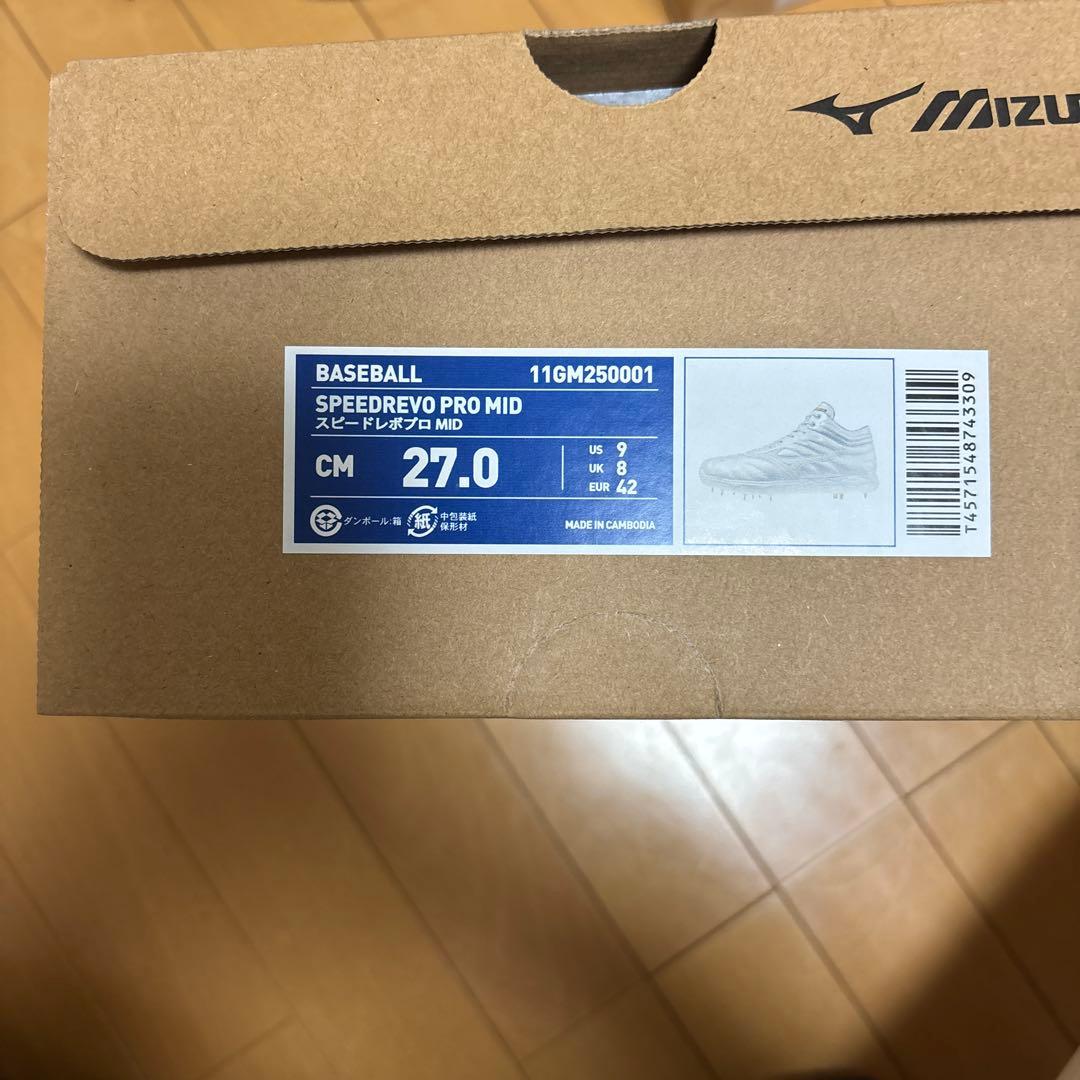 MIZU
BASEBALL 11GM250001
SPEEDREVO PRO MID
スピードレボプロ MID
CM 27.0
US 9
UK 8
EUR 42
ダンボール:箱 紙 中包装紙
保形材
MADE IN CAMBODIA
T4571548743309